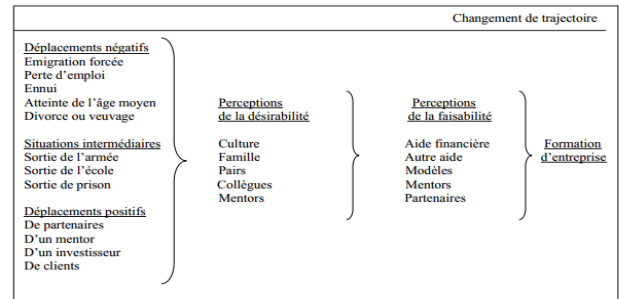 Changement de trajectoire
Déplacements négatifs
Emigration forcée
Perte d'emploi
Ennui
Atteinte de l'âge moyen
Divorce ou veuvage
Situations intermédiaires
Sortie de l'armée
Sortie de l'école
Sortie de prison
Déplacements positifs
De partenaires
D'un mentor
D'un investisseur
De clients
Perceptions
de la désirabilité
Culture
Famille
Pairs
Collègues
Mentors
Perceptions
de la faisabilité
Aide financière
Autre aide
Modèles
Mentors
Partenaires
Formation
d'entreprise